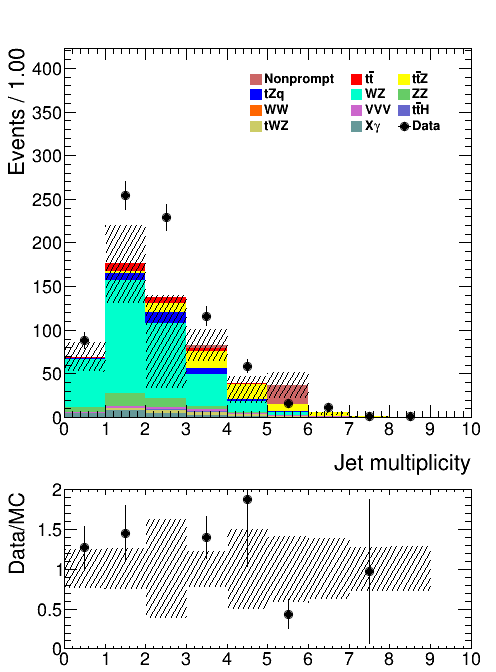 Events / 1.00
400
350
300
250
200
150
100
50
0
Nonprompt tt̄ tt̄Z
tZq WZ ZZ
WW VVV tt̄H
tWZ Xγ Data
0 1 2 3 4 5 6 7 8 9 10
Jet multiplicity
Data/MC
2
1.5
1
0.5
0
0 1 2 3 4 5 6 7 8 9 10